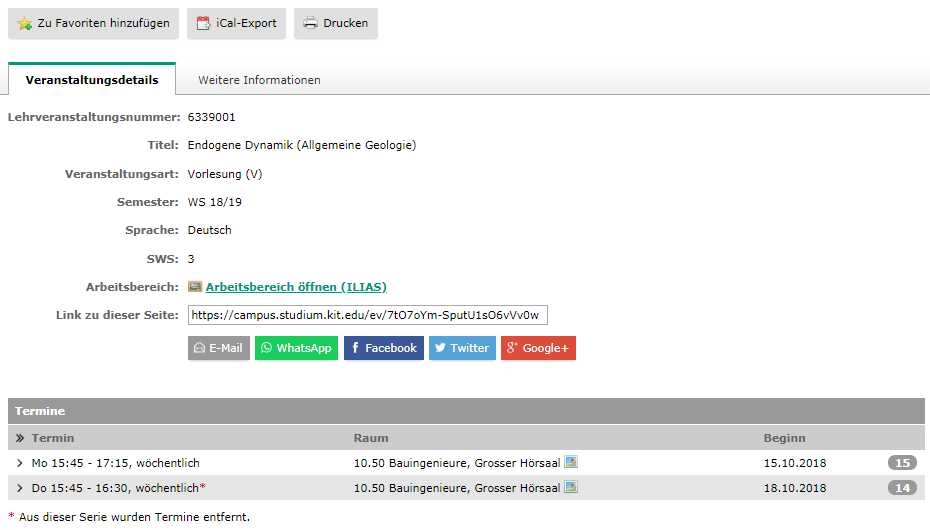 Zu Favoriten hinzufügen iCal-Export Drucken
Veranstaltungsdetails Weitere Informationen
Lehrveranstaltungsnummer: 6339001
Titel: Endogene Dynamik (Allgemeine Geologie)
Veranstaltungsart: Vorlesung (V)
Semester: WS 18/19
Sprache: Deutsch
SWS: 3
Arbeitsbereich: Arbeitsbereich öffnen (ILIAS)
Link zu dieser Seite: https://campus.studium.kit.edu/ev/7tO7oYm-SputU1sO6vVv0w
E-Mail WhatsApp Facebook Twitter Google+
Termine
Termin Raum Beginn
Mo 15:45 - 17:15, wöchentlich 10.50 Bauingenieure, Grosser Hörsaal 15.10.2018 15
Do 15:45 - 16:30, wöchentlich* 10.50 Bauingenieure, Grosser Hörsaal 18.10.2018 14
* Aus dieser Serie wurden Termine entfernt.